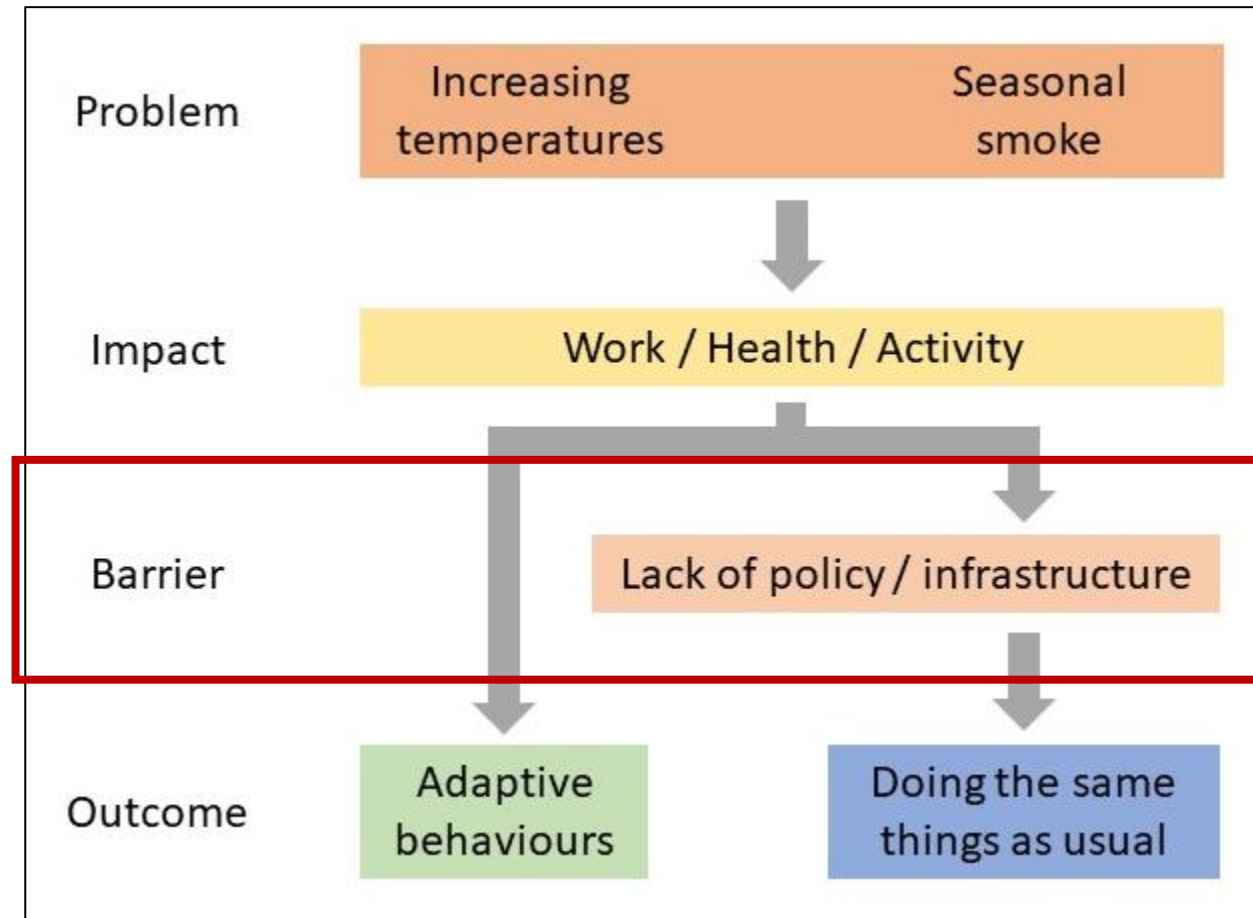 Problem
Increasing
temperatures
Seasonal
smoke
Impact
Work / Health / Activity
Barrier
Lack of policy / infrastructure
Outcome
Adaptive
behaviours
Doing the same
things as usual